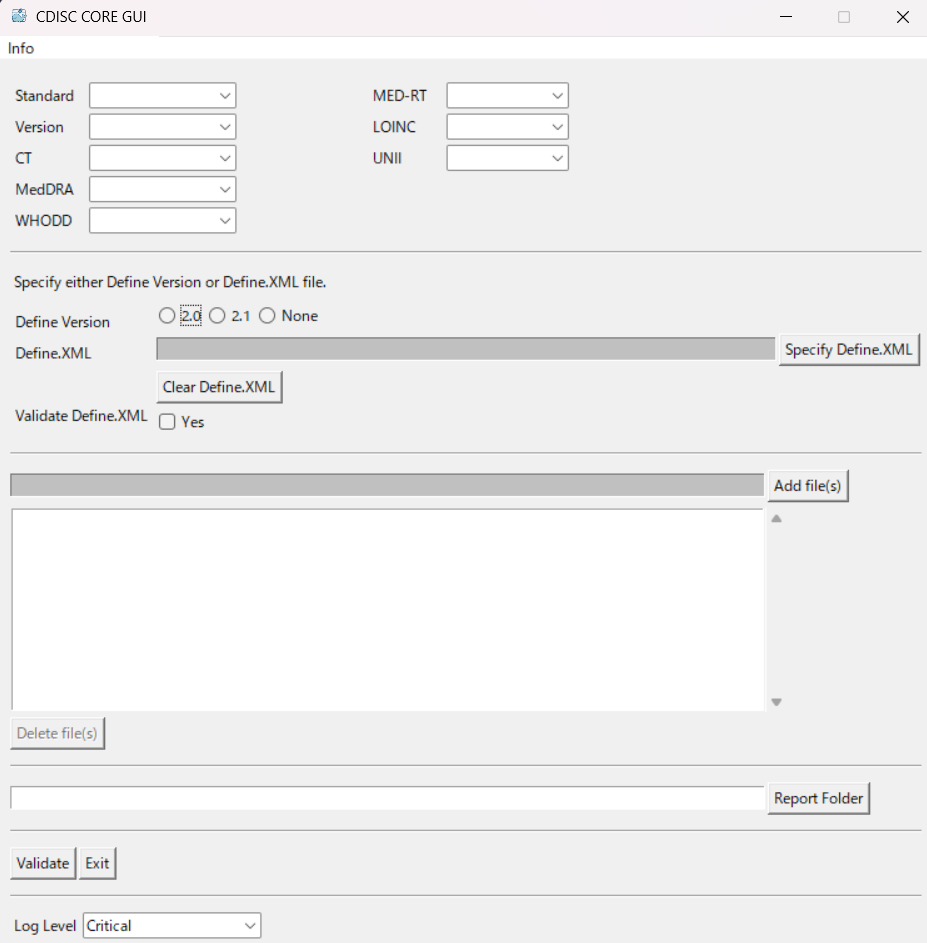 CDISC CORE GUI
Info
Standard
MED-RT
Version
LOINC
CT
UNII
MedDRA
WHODD
Specify either Define Version or Define.XML file.
Define Version 2.0 2.1 None
Define.XML Specify Define.XML
Clear Define.XML
Validate Define.XML Yes
Add file(s)
Delete file(s)
Report Folder
Validate Exit
Log Level Critical